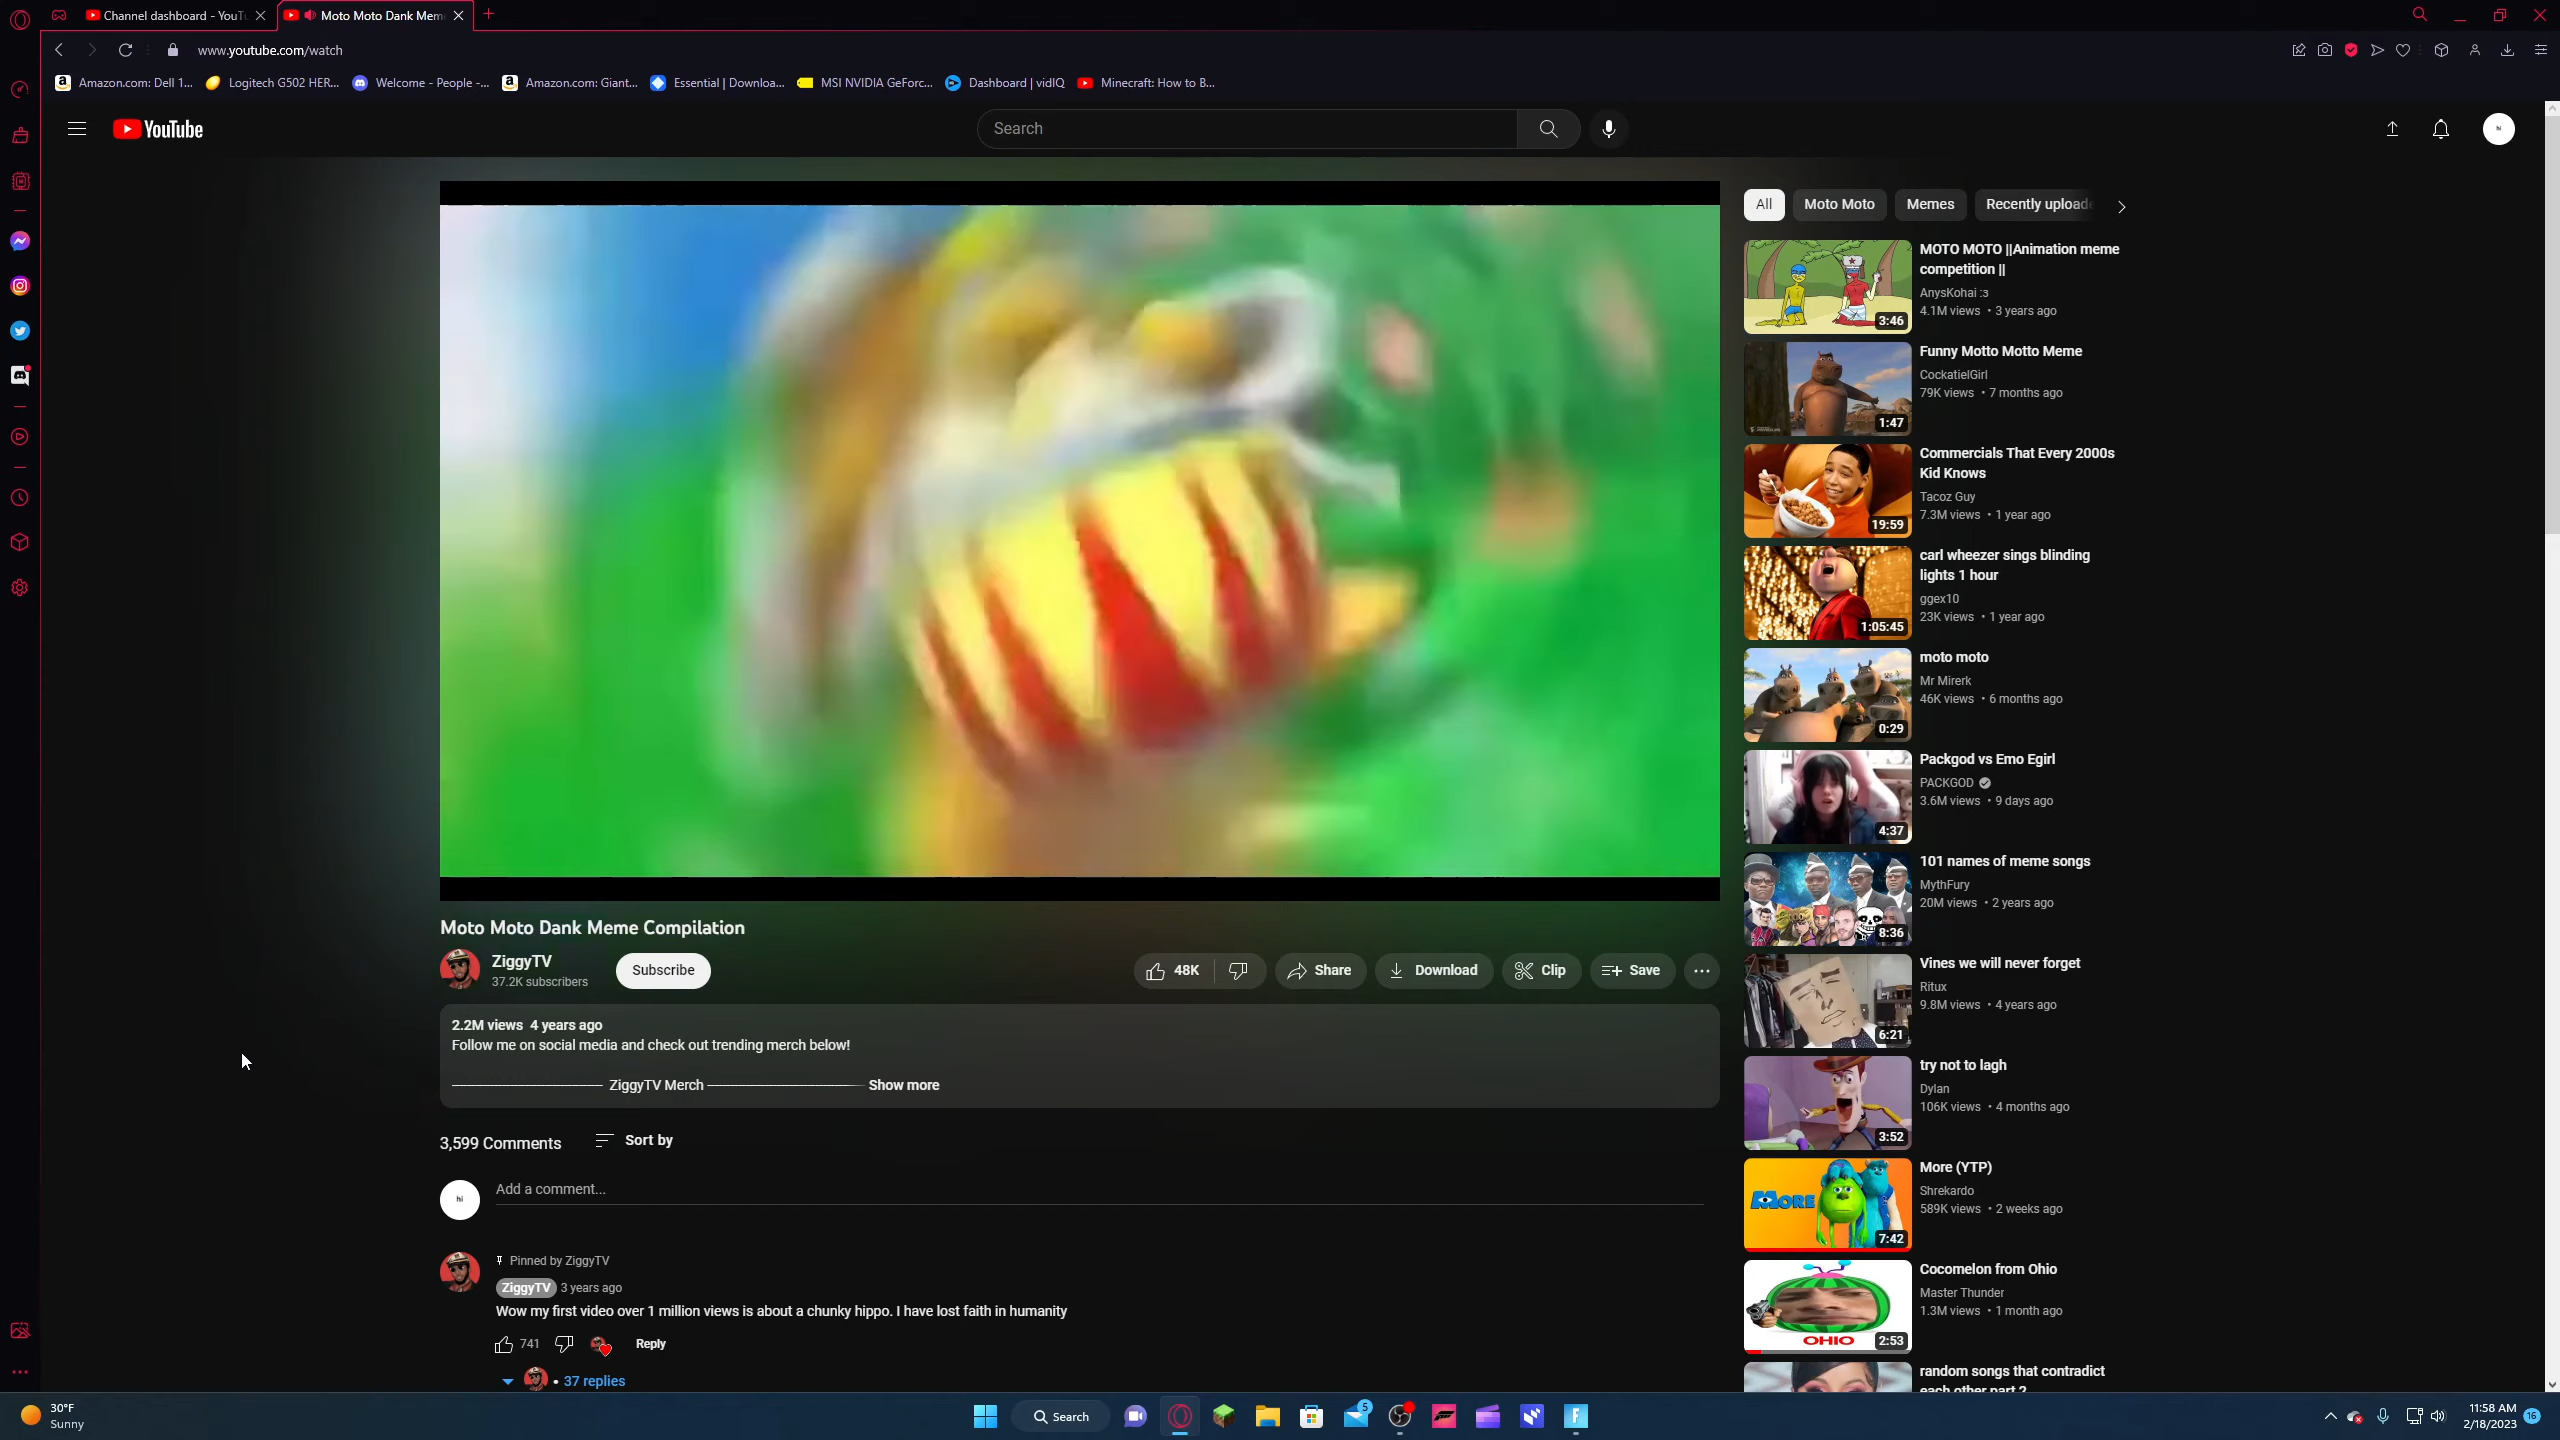 Channel dashboard - YouTu
Moto Moto Dank Mem
www.youtube.com/watch
Amazon.com: Dell 1...
Logitech G502 HER...
Welcome - People -...
Amazon.com: Giant...
Essential | Downloa...
MSI NVIDIA GeForc...
Dashboard | vidIQ
Minecraft: How to B...
YouTube
Search
hi
All
Moto Moto
Memes
Recently uploade
MOTO MOTO ||Animation meme
competition ||
AnysKohai :з
4.1M views • 3 years ago
3:46
Funny Motto Motto Meme
CockatielGirl
79K views • 7 months ago
1:47
Commercials That Every 2000s
Kid Knows
Tacoz Guy
7.3M views • 1 year ago
19:59
carl wheezer sings blinding
lights 1 hour
ggex10
23K views • 1 year ago
1:05:45
moto moto
Mr Mirerk
46K views • 6 months ago
0:29
Packgod vs Emo Egirl
PACKGOD
3.6M views • 9 days ago
4:37
101 names of meme songs
MythFury
20M views • 2 years ago
8:36
Vines we will never forget
Ritux
9.8M views • 4 years ago
6:21
try not to lagh
Dylan
106K views • 4 months ago
3:52
More (YTP)
Shrekardo
589K views • 2 weeks ago
MORE
7:42
Cocomelon from Ohio
Master Thunder
1.3M views • 1 month ago
OHIO
2:53
random songs that contradict
each other part 2
Moto Moto Dank Meme Compilation
ZiggyTV
37.2K subscribers
Subscribe
48K
Share
Download
Clip
Save
2.2M views 4 years ago
Follow me on social media and check out trending merch below!
ZiggyTV Merch
Show more
3,599 Comments
Sort by
hi
Add a comment...
Pinned by ZiggyTV
ZiggyTV 3 years ago
Wow my first video over 1 million views is about a chunky hippo. I have lost faith in humanity
741
Reply
• 37 replies
30°F
Sunny
Search
5
11:58 AM
2/18/2023
16